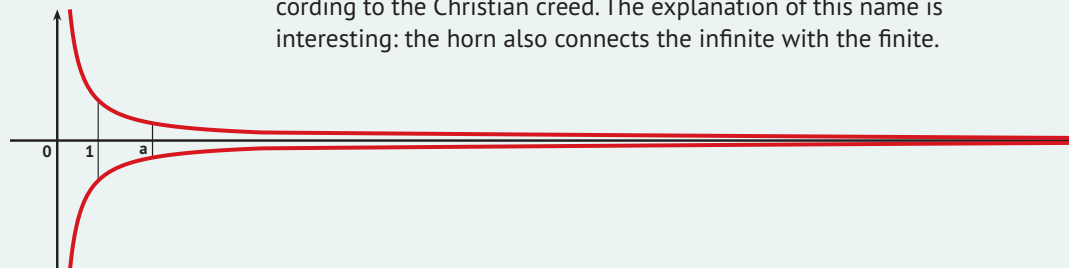 cording to the Christian creed. The explanation of this name is
interesting: the horn also connects the infinite with the finite.
0 1 a